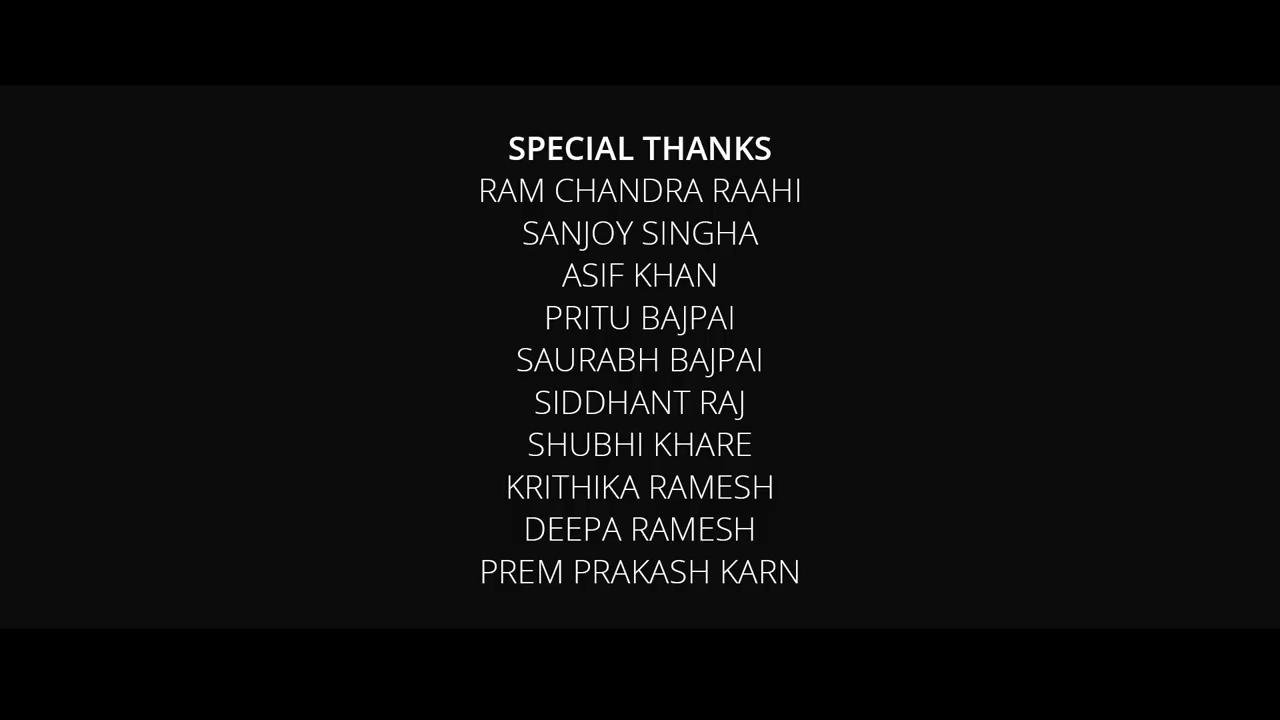 SPECIAL THANKS
RAM CHANDRA RAAHI
SANJOY SINGHA
ASIF KHAN
PRITU BAJPAI
SAURABH BAJPAI
SIDDHANT RAJ
SHUBHI KHARE
KRITHIKA RAMESH
DEEPA RAMESH
PREM PRAKASH KARN